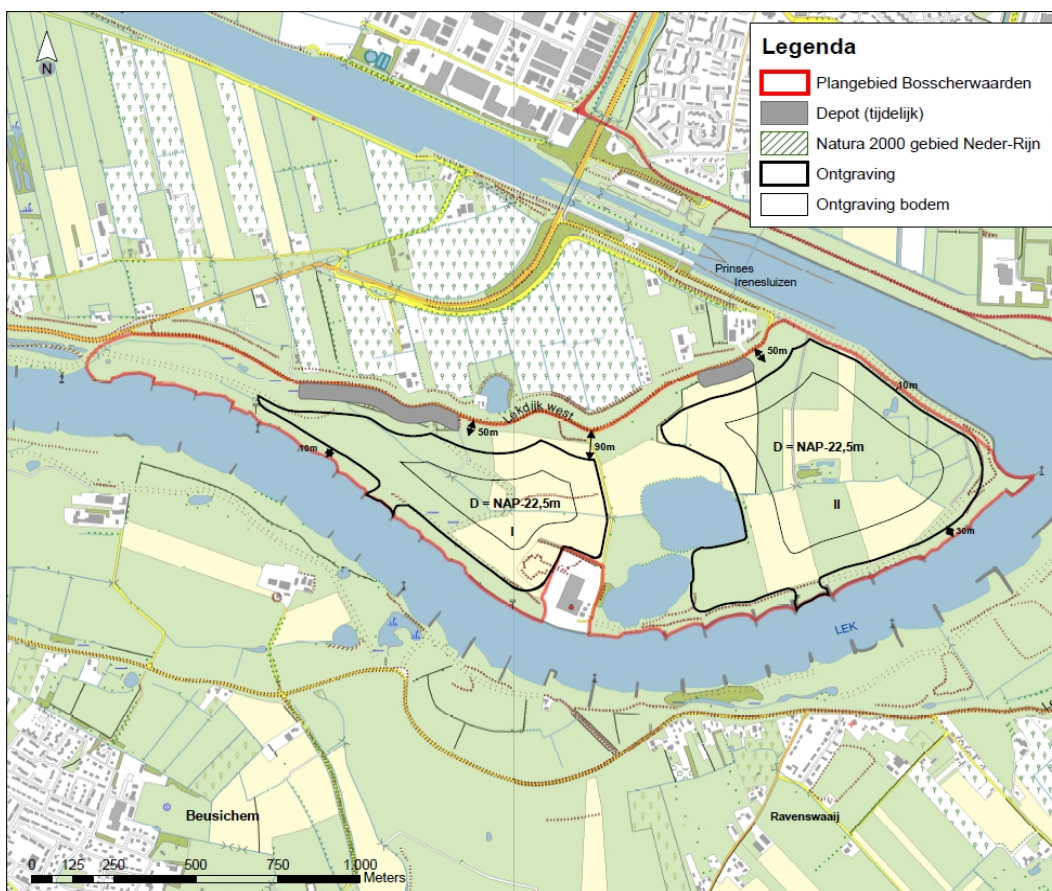 N
Legenda
Plangebied Bosscherwaarden
Depot (tijdelijk)
Natura 2000 gebied Neder-Rijn
Ontgraving
Ontgraving bodem
Prinses
Irenesluizen
50m
10m
Lekdijk west
50m
90m
10m
D = NAP-22,5m
I
D = NAP-22,5m
II
30m
LEK
Beusichem
Ravenswaaij
0 125 250 500 750 1.000
Meters